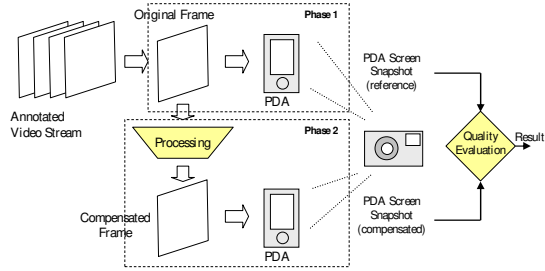 Original Frame
Phase 1
PDA
Annotated
Video Stream
PDA Screen
Snapshot
(reference)
Processing
Phase 2
Quality
Evaluation
Result
Compensated
Frame
PDA
PDA Screen
Snapshot
(compensated)